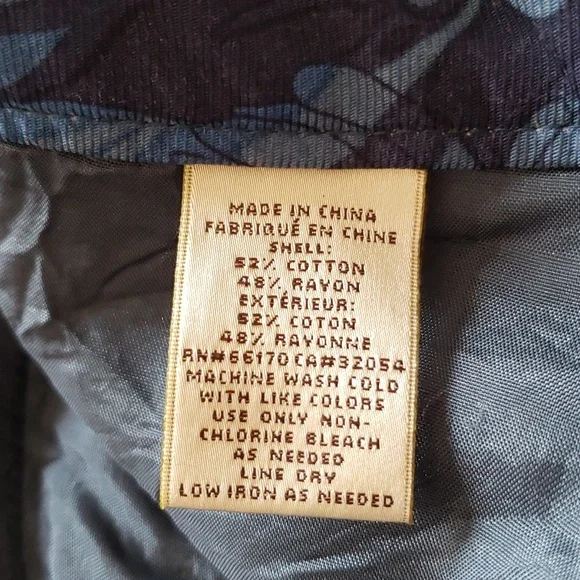 MADE IN CHINA
FABRIQUÉ EN CHINE
SHELL:
52% COTTON
48% RAYON
EXTÉRIEUR:
52% COTON
48% RAYONNE
RN#66170 CA#32054
MACHINE WASH COLD
WITH LIKE COLORS
USE ONLY NON-
CHLORINE BLEACH
AS NEEDED
LINE DRY
LOW IRON AS NEEDED